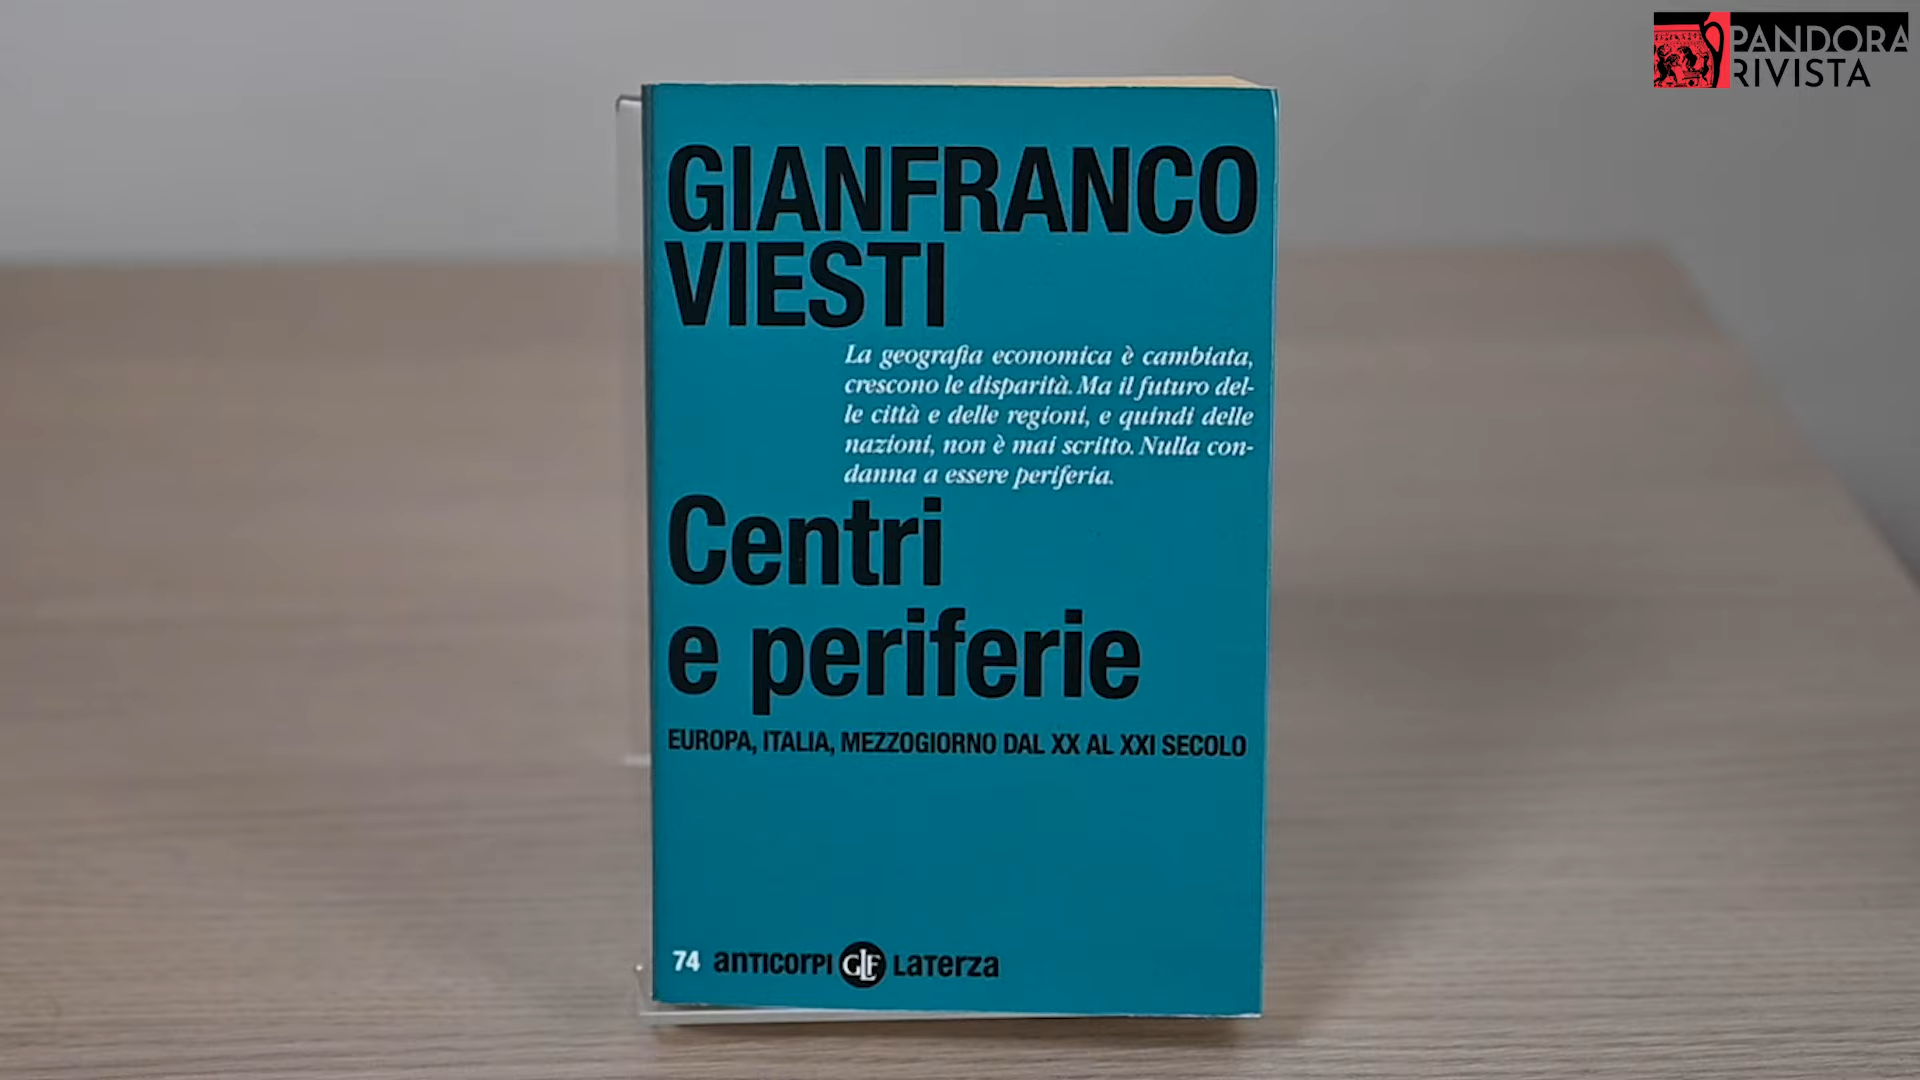 PANDORA
RIVISTA
GIANFRANCO
VIESTI
La geografia economica è cambiata,
crescono le disparità. Ma il futuro del-
le città e delle regioni, e quindi delle
nazioni, non è mai scritto. Nulla con-
danna a essere periferia.
Centri
e periferie
EUROPA, ITALIA, MEZZOGIORNO DAL XX AL XXI SECOLO
74 anticorpi GLF Laterza